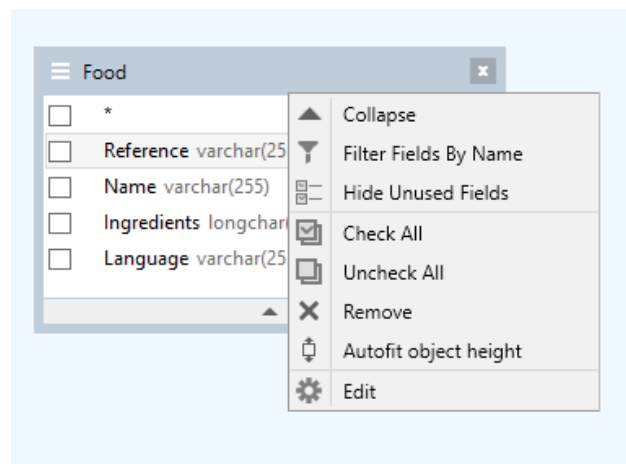 Food
*
Reference varchar(25
Name varchar(255)
Ingredients longchar(
Language varchar(25
Collapse
Filter Fields By Name
Hide Unused Fields
Check All
Uncheck All
Remove
Autofit object height
Edit